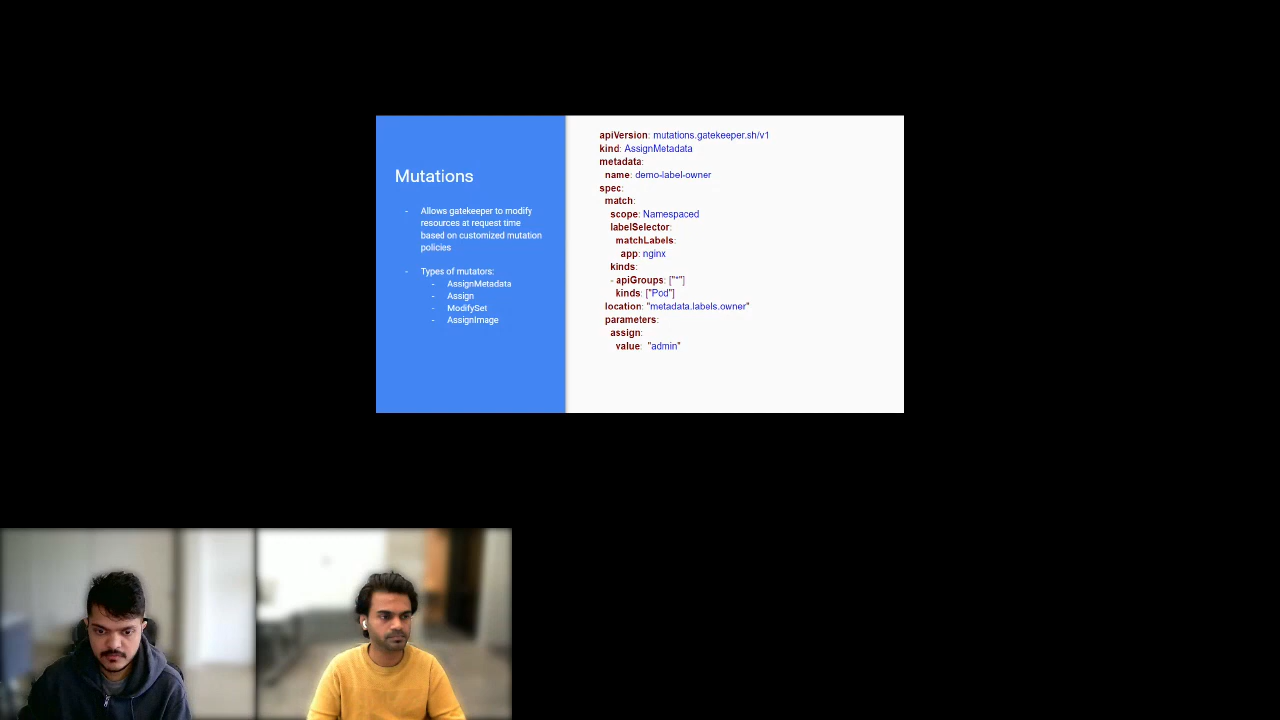 Mutations
- Allows gatekeeper to modify
resources at request time
based on customized mutation
policies
- Types of mutators:
- AssignMetadata
- Assign
- ModifySet
- AssignImage
apiVersion: mutations.gatekeeper.sh/v1
kind: AssignMetadata
metadata:
name: demo-label-owner
spec:
match:
scope: Namespaced
labelSelector:
matchLabels:
app: nginx
kinds:
- apiGroups: ["*"]
kinds: ["Pod"]
location: "metadata.labels.owner"
parameters:
assign:
value: "admin"